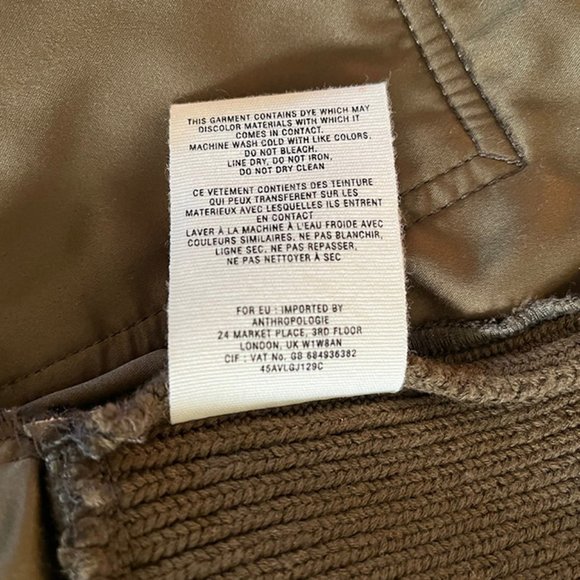 THIS GARMENT CONTAINS DYE WHICH MAY
DISCOLOR MATERIALS WITH WHICH IT
COMES IN CONTACT.
MACHINE WASH COLD WITH LIKE COLORS.
DO NOT BLEACH.
LINE DRY, DO NOT IRON,
DO NOT DRY CLEAN
CE VETEMENT CONTIENT DES TEINTURE
QUI PEUX TRANSFERENT SUR LES
MATERIEUX AVEC LESQUELLES ILS ENTRENT
EN CONTACT
LAVER À LA MACHINE À L'EAU FROIDE AVEC
COULEURS SIMILAIRES. NE PAS BLANCHIR,
LIGNE SEC. NE PAS REPASSER,
NE PAS NETTOYER À SEC
FOR EU : IMPORTED BY
ANTHROPOLOGIE
24 MARKET PLACE, 3RD FLOOR
LONDON, UK W1W8AN
CIF : VAT No. GB 684936382
45AVLGJ129C